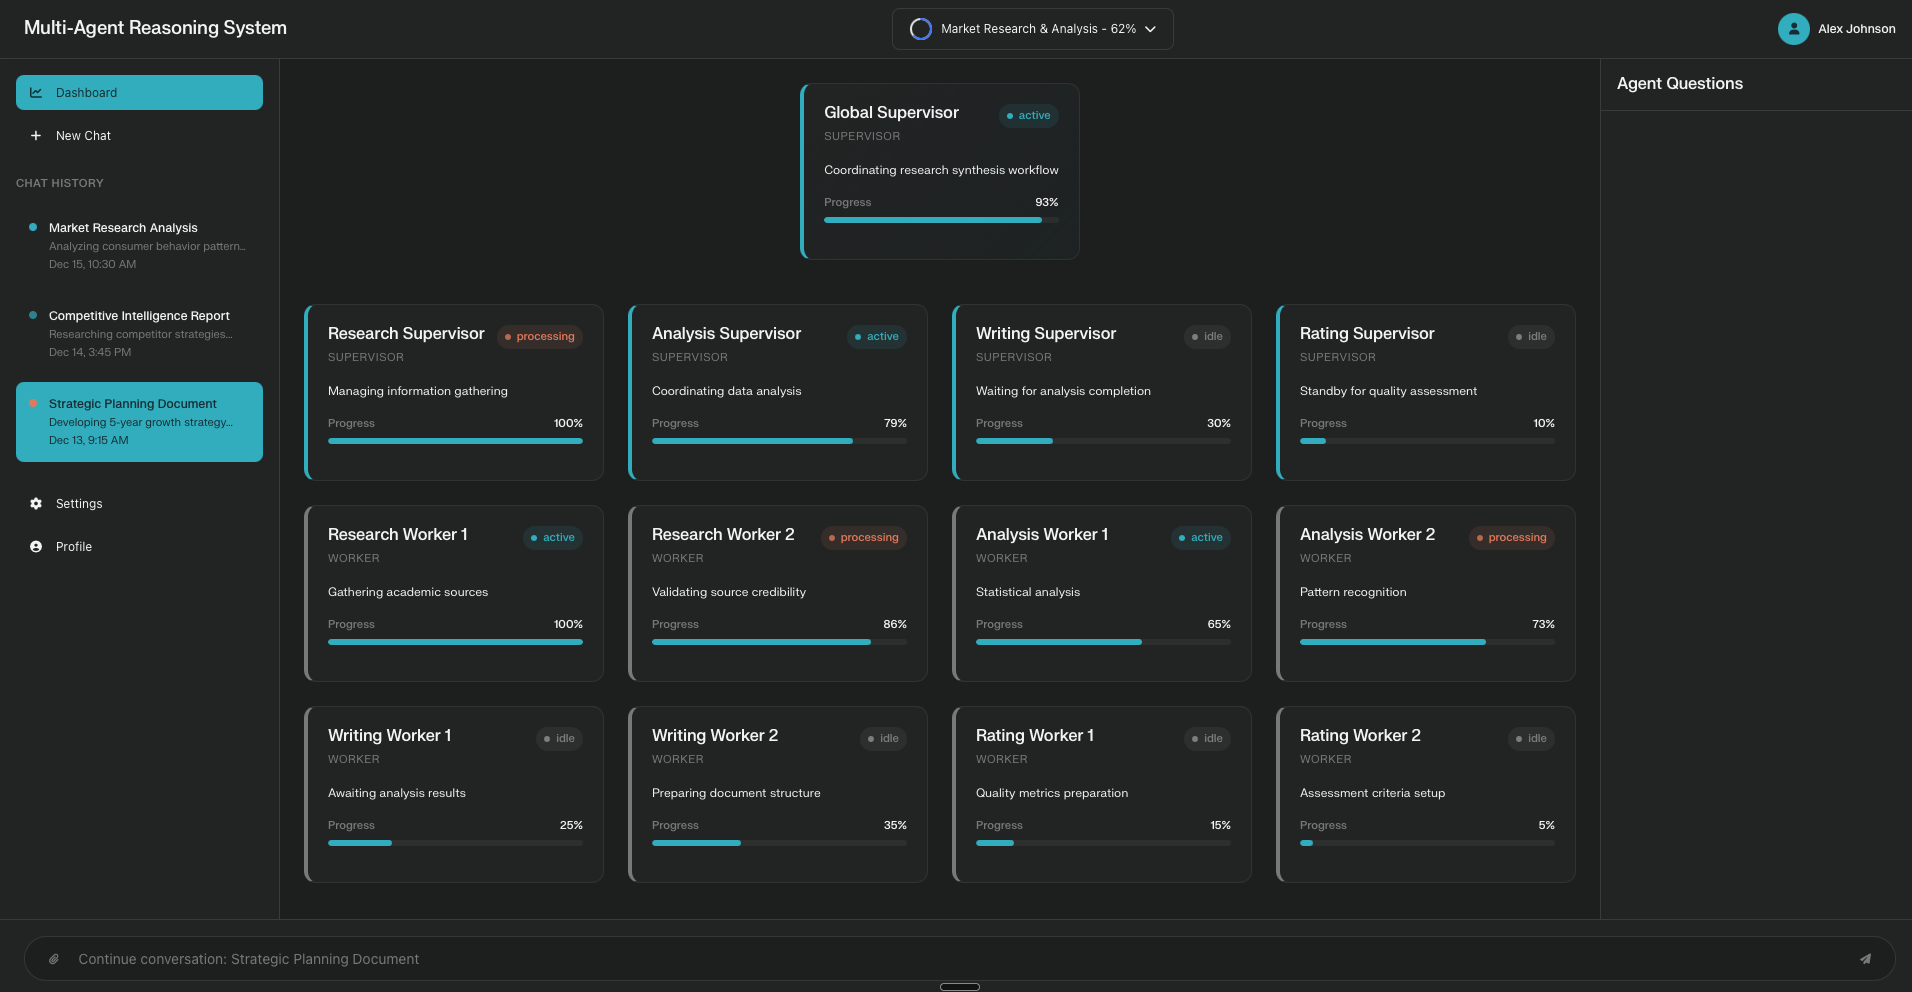 Multi-Agent Reasoning System
Market Research & Analysis - 62%
Alex Johnson
Dashboard
New Chat
CHAT HISTORY
Market Research Analysis
Analyzing consumer behavior pattern...
Dec 15, 10:30 AM
Competitive Intelligence Report
Researching competitor strategies...
Dec 14, 3:45 PM
Strategic Planning Document
Developing 5-year growth strategy...
Dec 13, 9:15 AM
Settings
Profile
Global Supervisor
active
SUPERVISOR
Coordinating research synthesis workflow
Progress 93%
Research Supervisor
processing
SUPERVISOR
Managing information gathering
Progress 100%
Analysis Supervisor
active
SUPERVISOR
Coordinating data analysis
Progress 79%
Writing Supervisor
idle
SUPERVISOR
Waiting for analysis completion
Progress 30%
Rating Supervisor
idle
SUPERVISOR
Standby for quality assessment
Progress 10%
Research Worker 1
active
WORKER
Gathering academic sources
Progress 100%
Research Worker 2
processing
WORKER
Validating source credibility
Progress 86%
Analysis Worker 1
active
WORKER
Statistical analysis
Progress 65%
Analysis Worker 2
processing
WORKER
Pattern recognition
Progress 73%
Writing Worker 1
idle
WORKER
Awaiting analysis results
Progress 25%
Writing Worker 2
idle
WORKER
Preparing document structure
Progress 35%
Rating Worker 1
idle
WORKER
Quality metrics preparation
Progress 15%
Rating Worker 2
idle
WORKER
Assessment criteria setup
Progress 5%
Agent Questions
Continue conversation: Strategic Planning Document